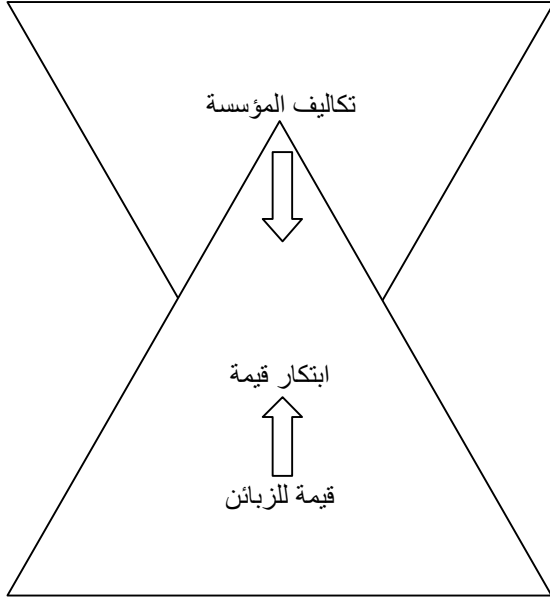 تكاليف المؤسسة
ابتكار قيمة
قيمة للزبائن